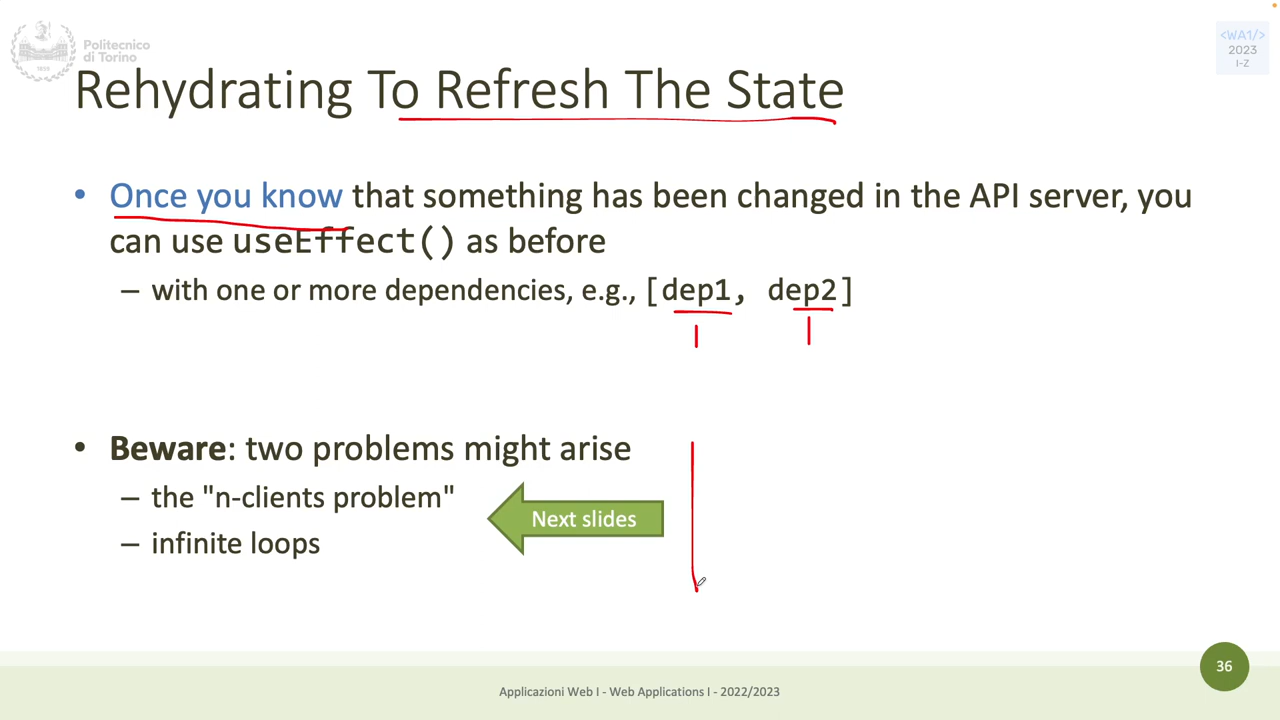 Politecnico
di Torino
1859
<WA1/>
2023
I-Z
Rehydrating To Refresh The State
• Once you know that something has been changed in the API server, you
can use useEffect() as before
– with one or more dependencies, e.g., [dep1, dep2]
• Beware: two problems might arise
– the "n-clients problem"
– infinite loops
Next slides
36
Applicazioni Web I - Web Applications I - 2022/2023